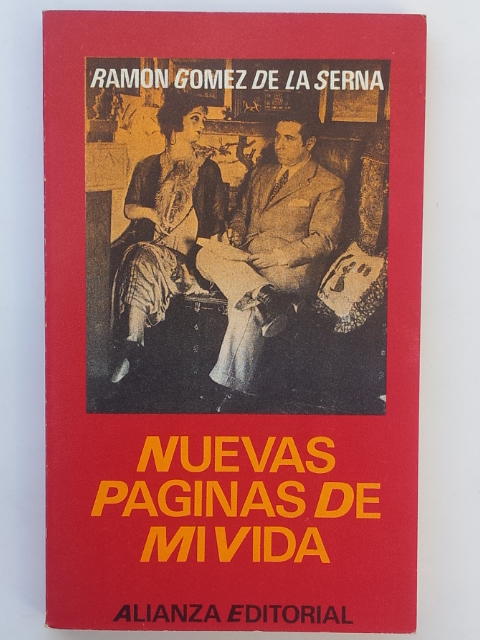 RAMON GOMEZ DE LA SERNA
NUEVAS
PAGINAS DE
MI VIDA
ALIANZA EDITORIAL